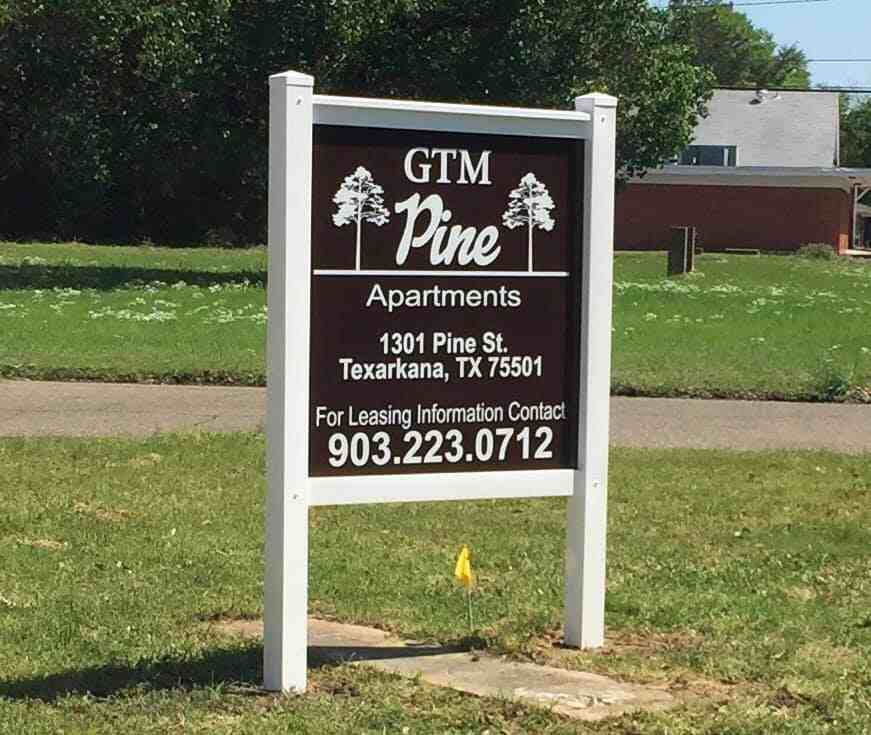 GTM
Pine
Apartments
1301 Pine St.
Texarkana, TX 75501
For Leasing Information Contact
903.223.0712